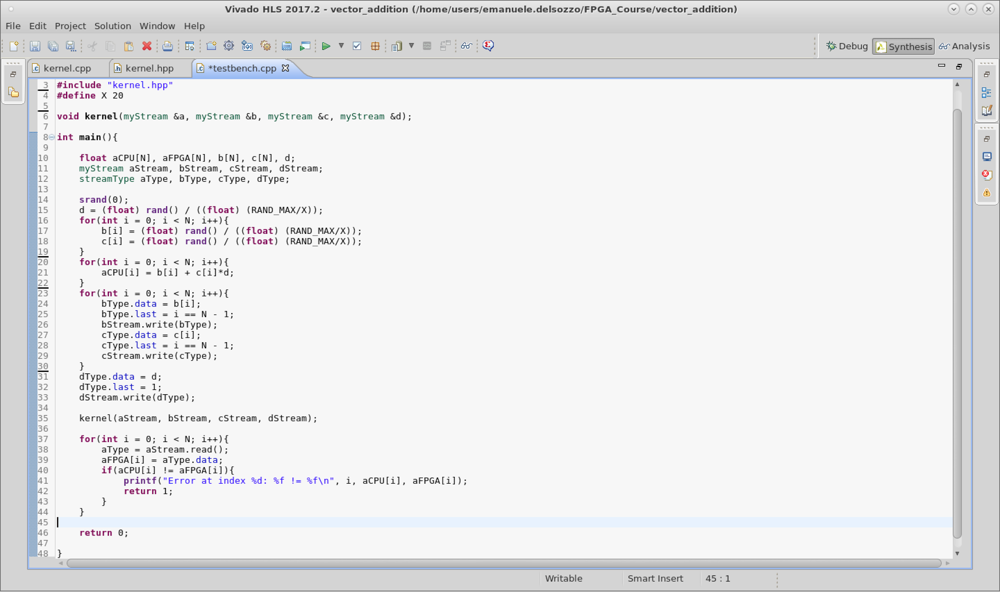 Vivado HLS 2017.2 - vector_addition (/home/users/emanuele.delsozzo/FPGA_Course/vector_addition)
File Edit Project Solution Window Help
Debug Synthesis Analysis
kernel.cpp kernel.hpp *testbench.cpp
3 #include "kernel.hpp"
4 #define X 20
5
6 void kernel(myStream &a, myStream &b, myStream &c, myStream &d);
7
8 int main(){
9
10     float aCPU[N], aFPGA[N], b[N], c[N], d;
11     myStream aStream, bStream, cStream, dStream;
12     streamType aType, bType, cType, dType;
13
14     srand(0);
15     d = (float) rand() / ((float) (RAND_MAX/X));
16     for(int i = 0; i < N; i++){
17         b[i] = (float) rand() / ((float) (RAND_MAX/X));
18         c[i] = (float) rand() / ((float) (RAND_MAX/X));
19     }
20     for(int i = 0; i < N; i++){
21         aCPU[i] = b[i] + c[i]*d;
22     }
23     for(int i = 0; i < N; i++){
24         bType.data = b[i];
25         bType.last = i == N - 1;
26         bStream.write(bType);
27         cType.data = c[i];
28         cType.last = i == N - 1;
29         cStream.write(cType);
30     }
31     dType.data = d;
32     dType.last = 1;
33     dStream.write(dType);
34
35     kernel(aStream, bStream, cStream, dStream);
36
37     for(int i = 0; i < N; i++){
38         aType = aStream.read();
39         aFPGA[i] = aType.data;
40         if(aCPU[i] != aFPGA[i]){
41             printf("Error at index %d: %f != %f\n", i, aCPU[i], aFPGA[i]);
42             return 1;
43         }
44     }
45
46     return 0;
47
48 }
Writable Smart Insert 45 : 1